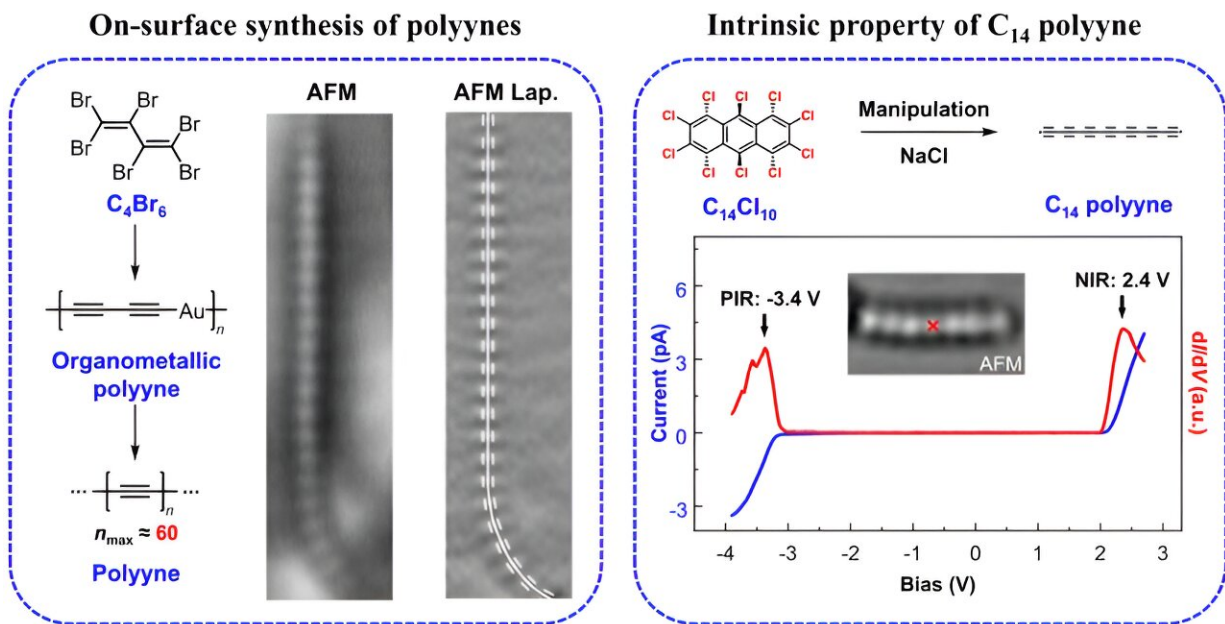 On-surface synthesis of polyynes
Br
Br
Br
Br
Br
Br
C₄Br₆
Au
n
Organometallic
polyyne
...
n
...
nmax ≈ 60
Polyyne
AFM
AFM Lap.
Intrinsic property of C₁₄ polyyne
Cl
Cl
Cl
Cl
Cl
Cl
Cl
Cl
Cl
Cl
C₁₄Cl₁₀
Manipulation
NaCl
C₁₄ polyyne
PIR: -3.4 V
NIR: 2.4 V
AFM
Current (pA)
6
3
0
-3
dI/dV (a.u.)
-4
-3
-2
-1
0
1
2
3
Bias (V)